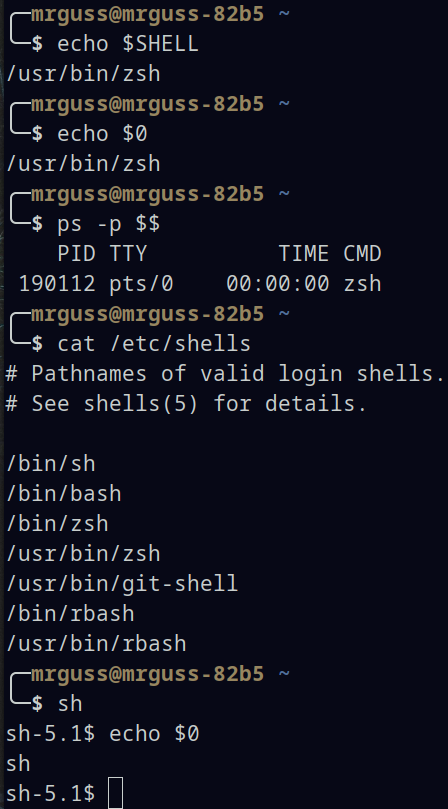 mrguss@mrguss-82b5 ~
$ echo $SHELL
/usr/bin/zsh
mrguss@mrguss-82b5 ~
$ echo $0
/usr/bin/zsh
mrguss@mrguss-82b5 ~
$ ps -p $$
    PID TTY          TIME CMD
 190112 pts/0    00:00:00 zsh
mrguss@mrguss-82b5 ~
$ cat /etc/shells
# Pathnames of valid login shells.
# See shells(5) for details.

/bin/sh
/bin/bash
/bin/zsh
/usr/bin/zsh
/usr/bin/git-shell
/bin/rbash
/usr/bin/rbash
mrguss@mrguss-82b5 ~
$ sh
sh-5.1$ echo $0
sh
sh-5.1$